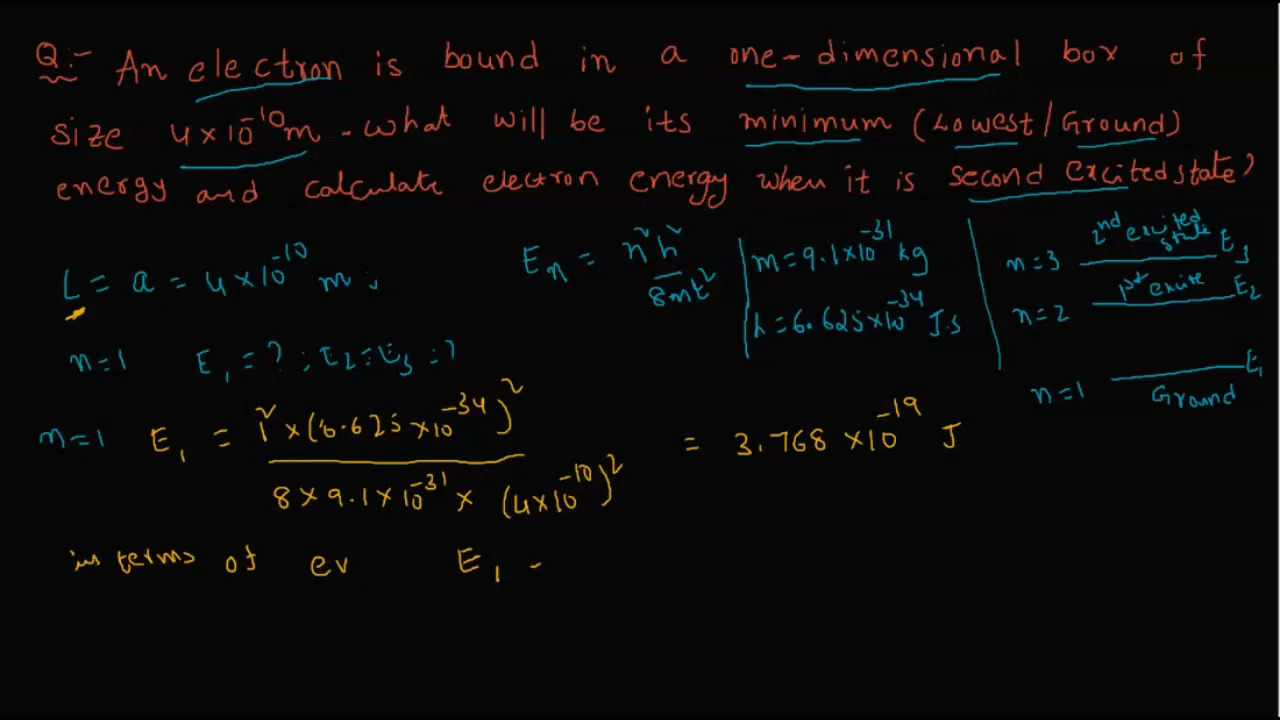 Q:- An electron is bound in a one-dimensional box of
size 4×10⁻¹⁰m. what will be its minimum (Lowest/Ground)
energy and calculate electron energy when it is second excited state?
L = a = 4×10⁻¹⁰ m ;
Eₙ = n²h² / 8mL²
m = 9.1×10⁻³¹ kg
h = 6.625×10⁻³⁴ J.s
2nd excited state
n=3 E₃
1st excite
n=2 E₂
n=1 E₁
Ground
n=1 E₁ = ? ; E₂ = E₃ = ?
n=1 E₁ = 1² × (6.625×10⁻³⁴)² / 8×9.1×10⁻³¹ × (4×10⁻¹⁰)² = 3.768 ×10⁻¹⁹ J
in terms of ev E₁ -